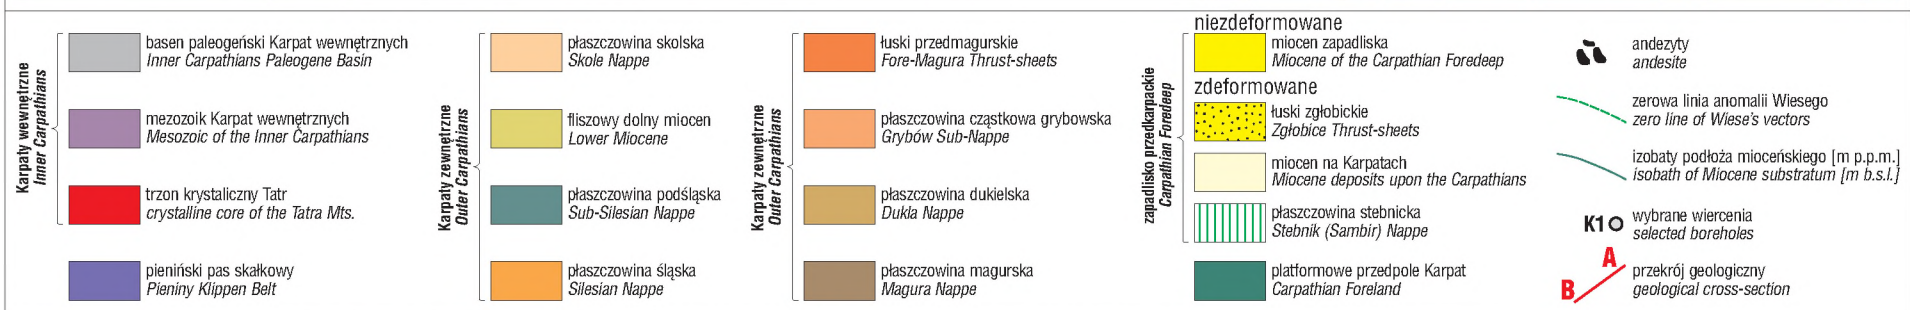 Karpaty wewnętrzne
Inner Carpathians
basen paleogeński Karpat wewnętrznych
Inner Carpathians Paleogene Basin
mezozoik Karpat wewnętrznych
Mesozoic of the Inner Carpathians
trzon krystaliczny Tatr
crystalline core of the Tatra Mts.
pieniński pas skałkowy
Pieniny Klippen Belt
Karpaty zewnętrzne
Outer Carpathians
płaszczowina skolska
Skole Nappe
fliszowy dolny miocen
Lower Miocene
płaszczowina podśląska
Sub-Silesian Nappe
płaszczowina śląska
Silesian Nappe
Karpaty zewnętrzne
Outer Carpathians
łuski przedmagurskie
Fore-Magura Thrust-sheets
płaszczowina cząstkowa grybowska
Grybów Sub-Nappe
płaszczowina dukielska
Dukla Nappe
płaszczowina magurska
Magura Nappe
zapadlisko przedkarpackie
Carpathian Foredeep
niezdeformowane
miocen zapadliska
Miocene of the Carpathian Foredeep
zdeformowane
łuski zgłobickie
Zgłobice Thrust-sheets
miocen na Karpatach
Miocene deposits upon the Carpathians
płaszczowina stebnicka
Stebnik (Sambir) Nappe
platformowe przedpole Karpat
Carpathian Foreland
andezyty
andesite
zerowa linia anomalii Wiesego
zero line of Wiese's vectors
izobaty podłoża mioceńskiego [m p.p.m.]
isobath of Miocene substratum [m b.s.l.]
K1
wybrane wiercenia
selected boreholes
A
B
przekrój geologiczny
geological cross-section